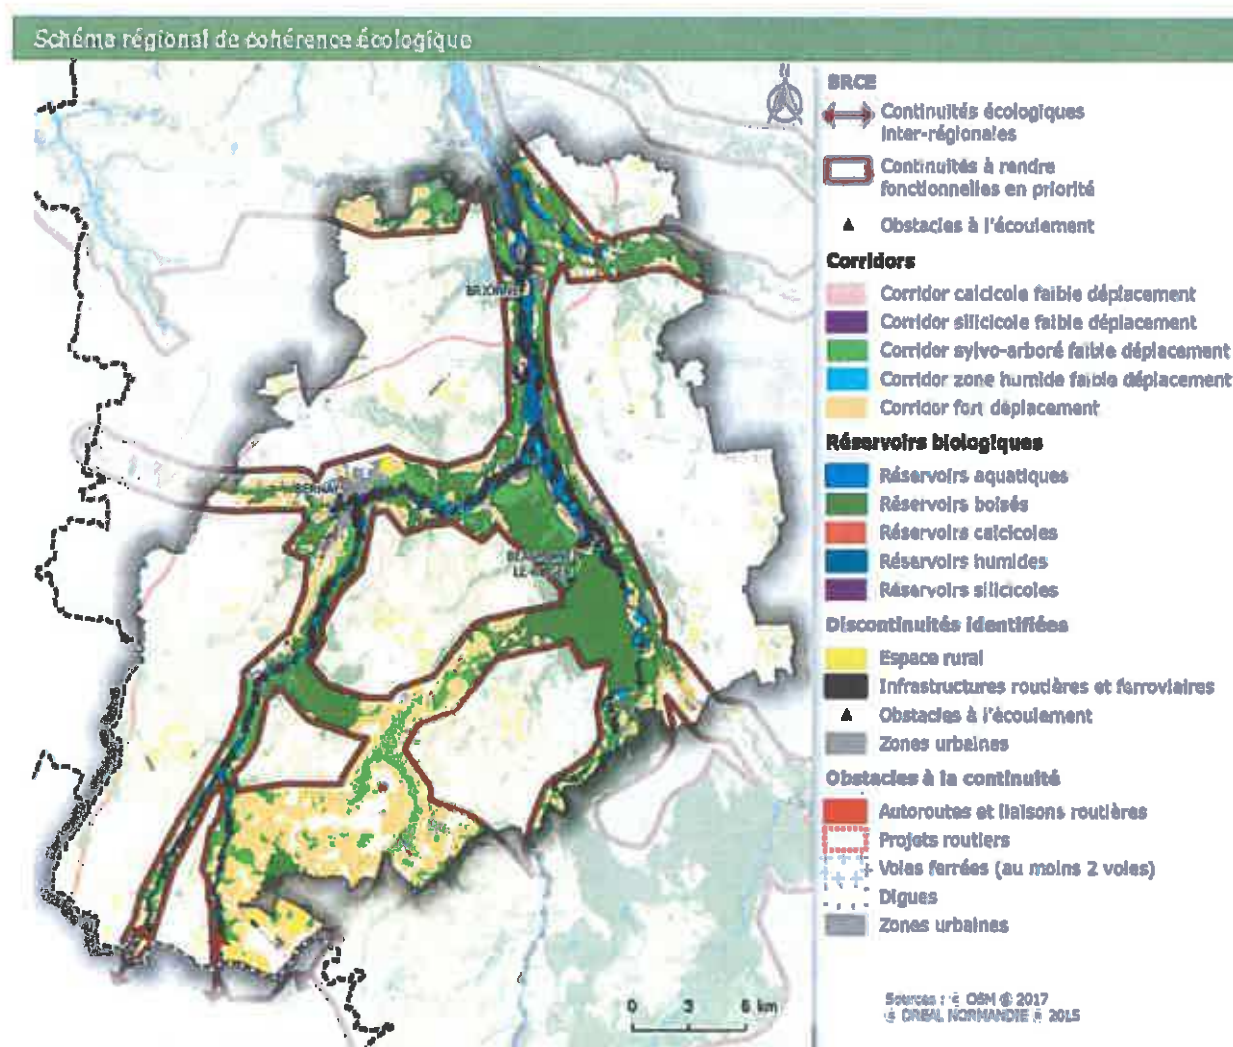 Schéma régional de cohérence écologique
N
SRCE
Continuités écologiques
inter-régionales
Continuités à rendre
fonctionnelles en priorité
Obstacles à l'écoulement
Corridors
Corridor calcicole faible déplacement
Corridor silicicole faible déplacement
Corridor sylvo-arboré faible déplacement
Corridor zone humide faible déplacement
Corridor fort déplacement
Réservoirs biologiques
Réservoirs aquatiques
Réservoirs boisés
Réservoirs calcicoles
Réservoirs humides
Réservoirs silicicoles
Discontinuités identifiées
Espace rural
Infrastructures routières et ferroviaires
Obstacles à l'écoulement
Zones urbaines
Obstacles à la continuité
Autoroutes et liaisons routières
Projets routiers
Voies ferrées (au moins 2 voies)
Digues
Zones urbaines
BRIONNE
BERNAY
LE
0 3 6 km
Sources : © OSM @ 2017
© DREAL NORMANDIE @ 2015